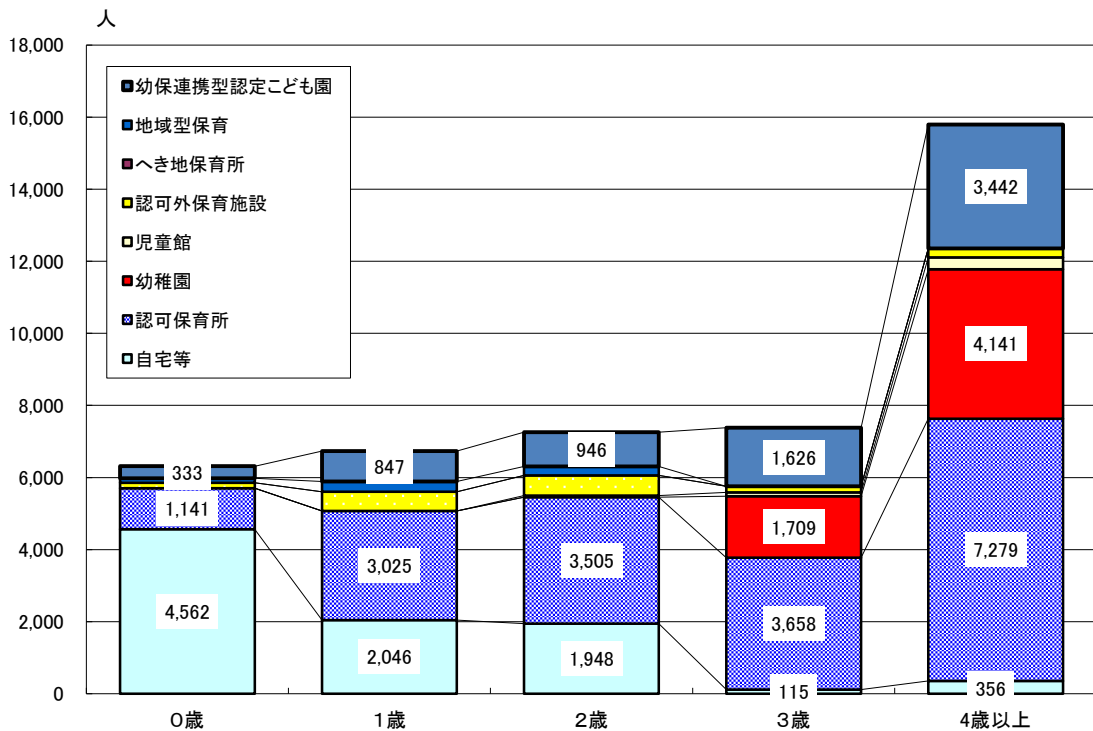 人
18,000
16,000
14,000
12,000
10,000
8,000
6,000
4,000
2,000
0
幼保連携型認定こども園
地域型保育
へき地保育所
認可外保育施設
児童館
幼稚園
認可保育所
自宅等
333
1,141
4,562
847
3,025
2,046
946
3,505
1,948
1,626
1,709
3,658
115
3,442
4,141
7,279
356
0歳
1歳
2歳
3歳
4歳以上